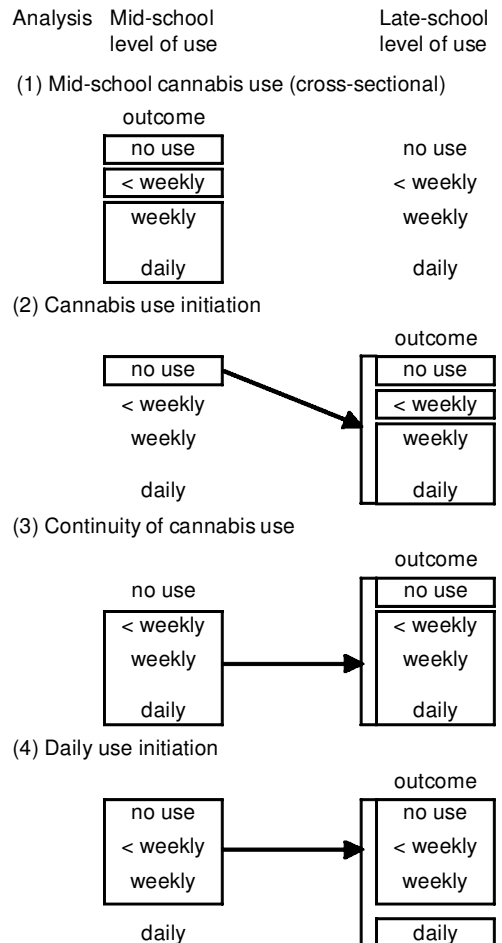 Analysis Mid-school Late-school
level of use level of use
(1) Mid-school cannabis use (cross-sectional)
outcome
no use no use
< weekly < weekly
weekly weekly
daily daily
(2) Cannabis use initiation
outcome
no use no use
< weekly < weekly
weekly weekly
daily daily
(3) Continuity of cannabis use
outcome
no use no use
< weekly < weekly
weekly weekly
daily daily
(4) Daily use initiation
outcome
no use no use
< weekly < weekly
weekly weekly
daily daily